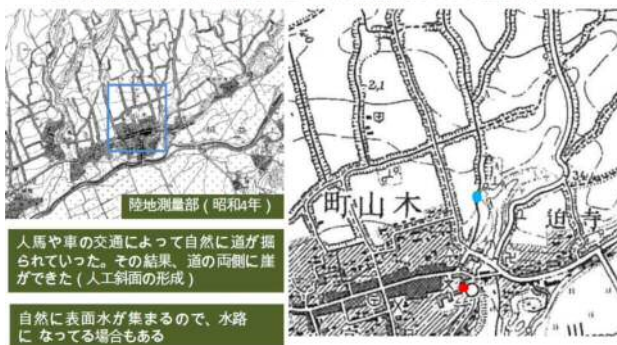 陸地測量部(昭和4年)
人馬や車の交通によって自然に道が掘
られていった。その結果、道の両側に崖
ができた(人工斜面の形成)
自然に表面水が集まるので、水路
に なってる場合もある
町山木
迫寺
川